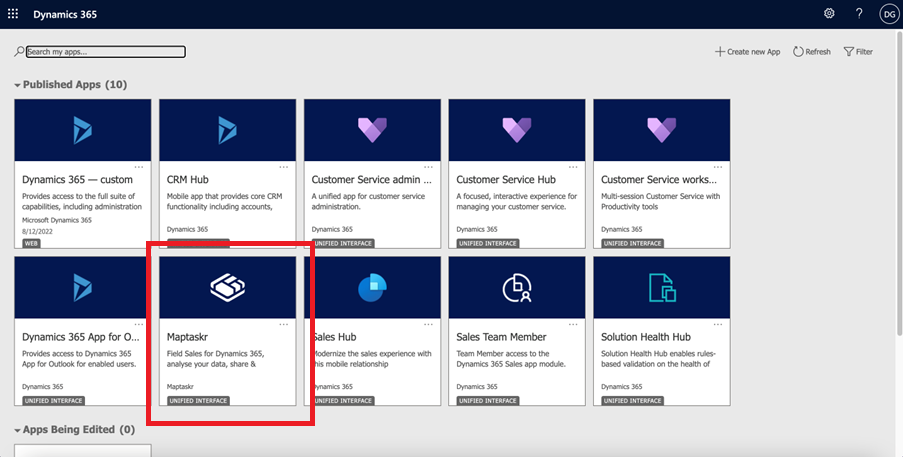 Dynamics 365
?
DG
Search my apps...
Create new App
Refresh
Filter
Published Apps (10)
...
Dynamics 365 — custom
Provides access to the full suite of
capabilities, including administration
Microsoft Dynamics 365
8/12/2022
WEB
...
CRM Hub
Mobile app that provides core CRM
functionality including accounts,
Dynamics 365
...
Customer Service admin ...
A unified app for customer service
administration.
Dynamics 365
UNIFIED INTERFACE
...
Customer Service Hub
A focused, interactive experience for
managing your customer service.
Dynamics 365
UNIFIED INTERFACE
...
Customer Service works...
Multi-session Customer Service with
Productivity tools
Dynamics 365
UNIFIED INTERFACE
...
Dynamics 365 App for O...
Provides access to Dynamics 365
App for Outlook for enabled users.
Dynamics 365
UNIFIED INTERFACE
...
Maptaskr
Field Sales for Dynamics 365,
analyse your data, share &
Maptaskr
UNIFIED INTERFACE
...
Sales Hub
Modernize the sales experience with
this mobile relationship
Dynamics 365
UNIFIED INTERFACE
...
Sales Team Member
Team Member access to the
Dynamics 365 Sales app module.
Dynamics 365
UNIFIED INTERFACE
...
Solution Health Hub
Solution Health Hub enables rules-
based validation on the health of
Dynamics 365
UNIFIED INTERFACE
Apps Being Edited (0)